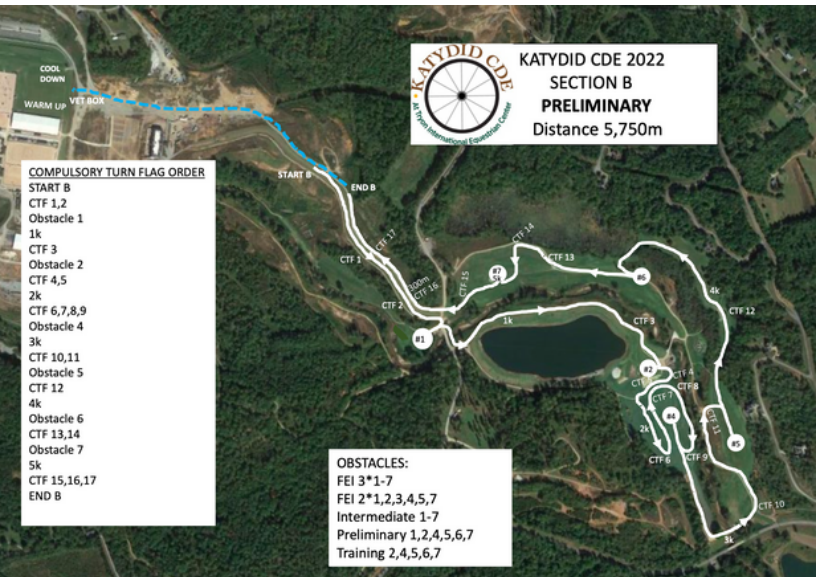 COOL
DOWN
WARM UP
VET BOX
KATYDID CDE
At Tryon International Equestrian Center
KATYDID CDE 2022
SECTION B
PRELIMINARY
Distance 5,750m
COMPULSORY TURN FLAG ORDER
START B
CTF 1,2
Obstacle 1
1k
CTF 3
Obstacle 2
CTF 4,5
2k
CTF 6,7,8,9
Obstacle 4
3k
CTF 10,11
Obstacle 5
CTF 12
4k
Obstacle 6
CTF 13,14
Obstacle 7
5k
CTF 15,16,17
END B
START B
END B
CTF 17
CTF 1
300m
CTF 16
CTF 2
#1
CTF 15
#7
CTF 14
CTF 13
#6
4k
CTF 12
1k
CTF 3
#2
CTF 4
CTF
CTF 8
CTF 7
#4
2k
CTF 6
CTF 9
CTF 11
#5
CTF 10
3k
OBSTACLES:
FEI 3*1-7
FEI 2*1,2,3,4,5,7
Intermediate 1-7
Preliminary 1,2,4,5,6,7
Training 2,4,5,6,7